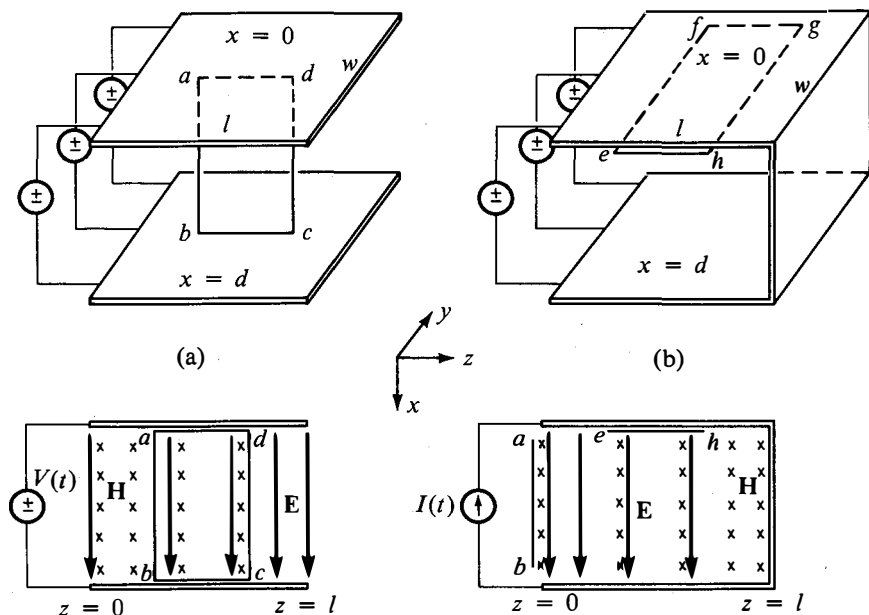 x = 0
w
a
d
l
±
±
±
b
c
x = d
(a)
f
g
x = 0
w
l
±
±
±
e
h
x = d
(b)
y
z
x
a
d
V(t)
±
H
E
b
c
z = 0
z = l
a
e
h
H
I(t)
E
b
z = 0
z = l
x x x x
x x x x
x x x x
x x x x
x x x x
x x x x x
x x x x x
x x x x x
x x x x x
x x x x x